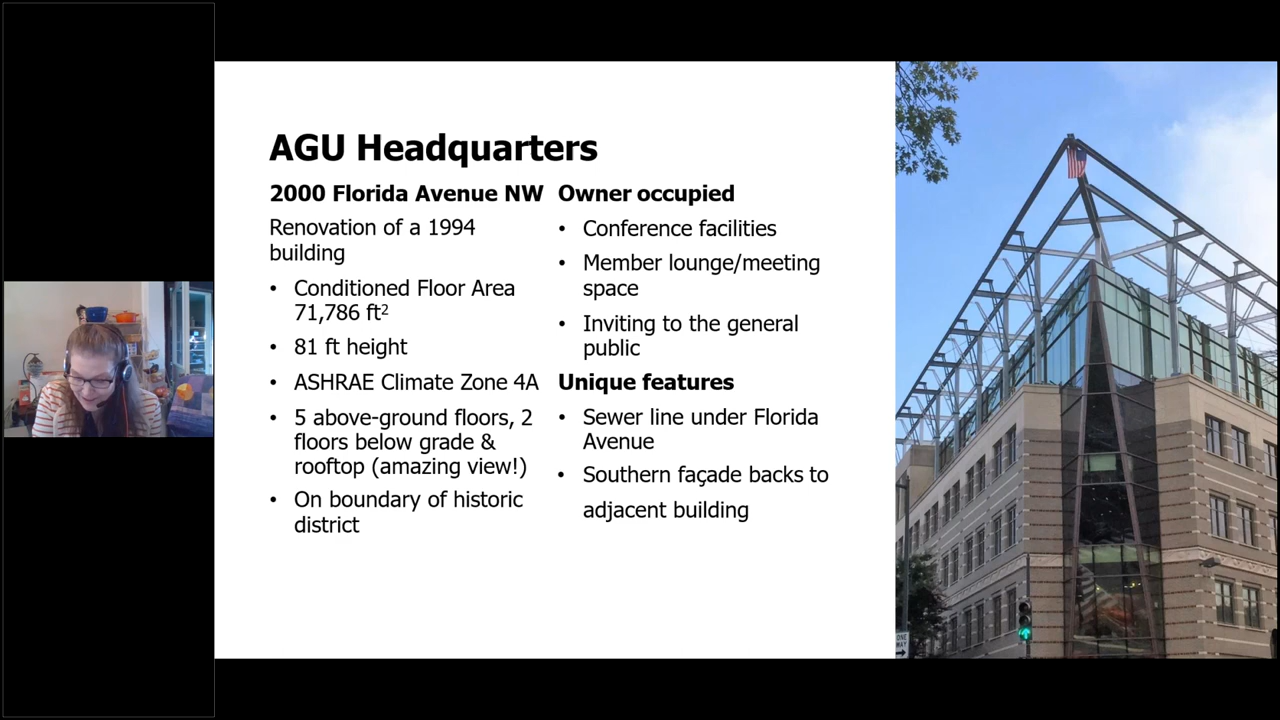 AGU Headquarters
2000 Florida Avenue NW
Renovation of a 1994
building
• Conditioned Floor Area
71,786 ft²
• 81 ft height
• ASHRAE Climate Zone 4A
• 5 above-ground floors, 2
floors below grade &
rooftop (amazing view!)
• On boundary of historic
district
Owner occupied
• Conference facilities
• Member lounge/meeting
space
• Inviting to the general
public
Unique features
• Sewer line under Florida
Avenue
• Southern façade backs to
adjacent building
ONE
WAY